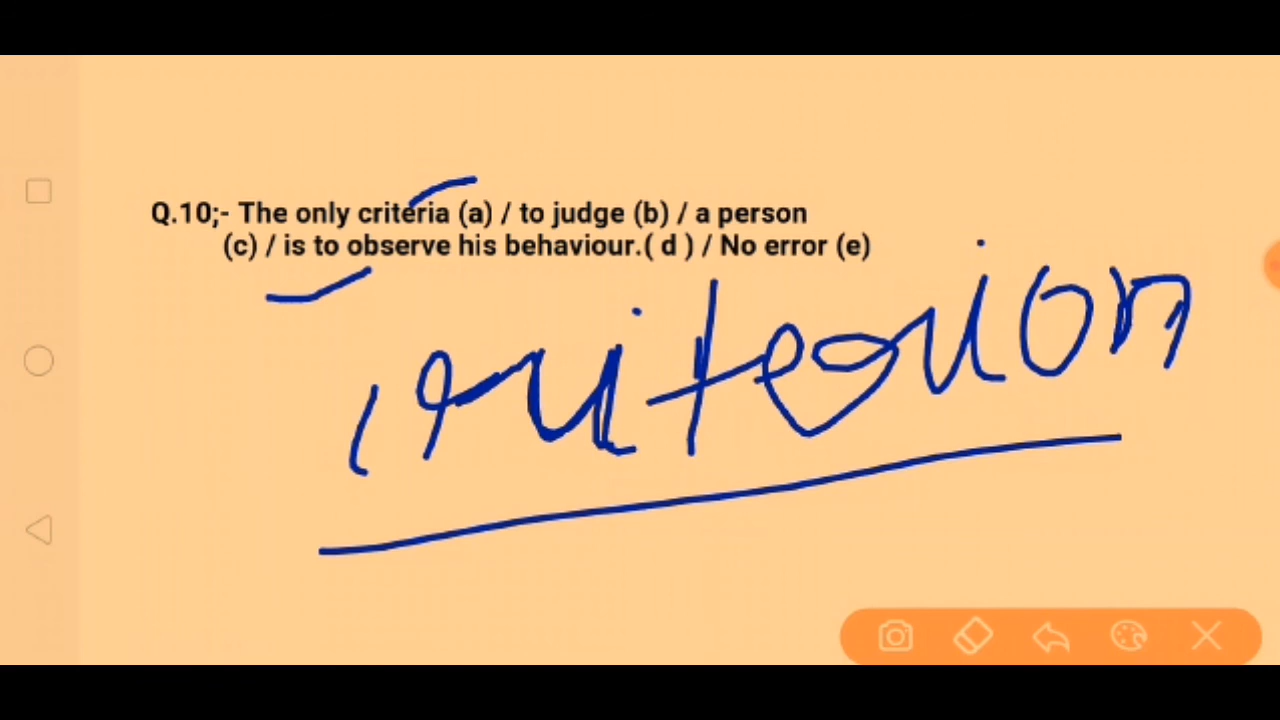 Q.10;- The only criteria (a) / to judge (b) / a person
(c) / is to observe his behaviour.( d ) / No error (e)
criterion